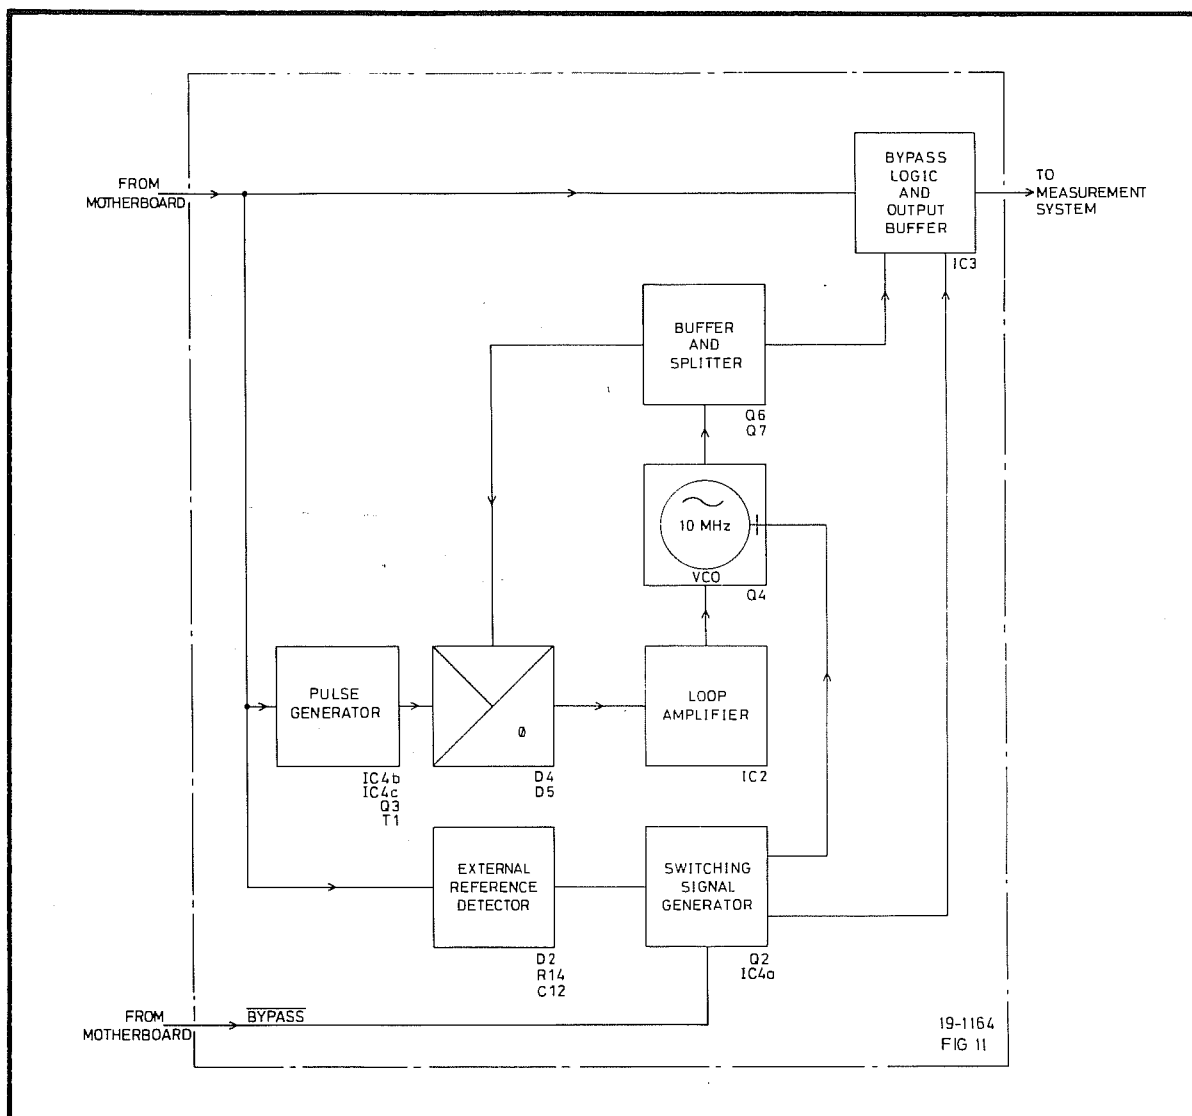 FROM
MOTHERBOARD
BYPASS
LOGIC
AND
OUTPUT
BUFFER
IC3
TO
MEASUREMENT
SYSTEM
BUFFER
AND
SPLITTER
Q6
Q7
10 MHz
VCO
Q4
PULSE
GENERATOR
IC4b
IC4c
Q3
T1
Ø
D4
D5
LOOP
AMPLIFIER
IC2
EXTERNAL
REFERENCE
DETECTOR
D2
R14
C12
SWITCHING
SIGNAL
GENERATOR
Q2
IC4a
FROM
MOTHERBOARD
BYPASS
19-1164
FIG 11